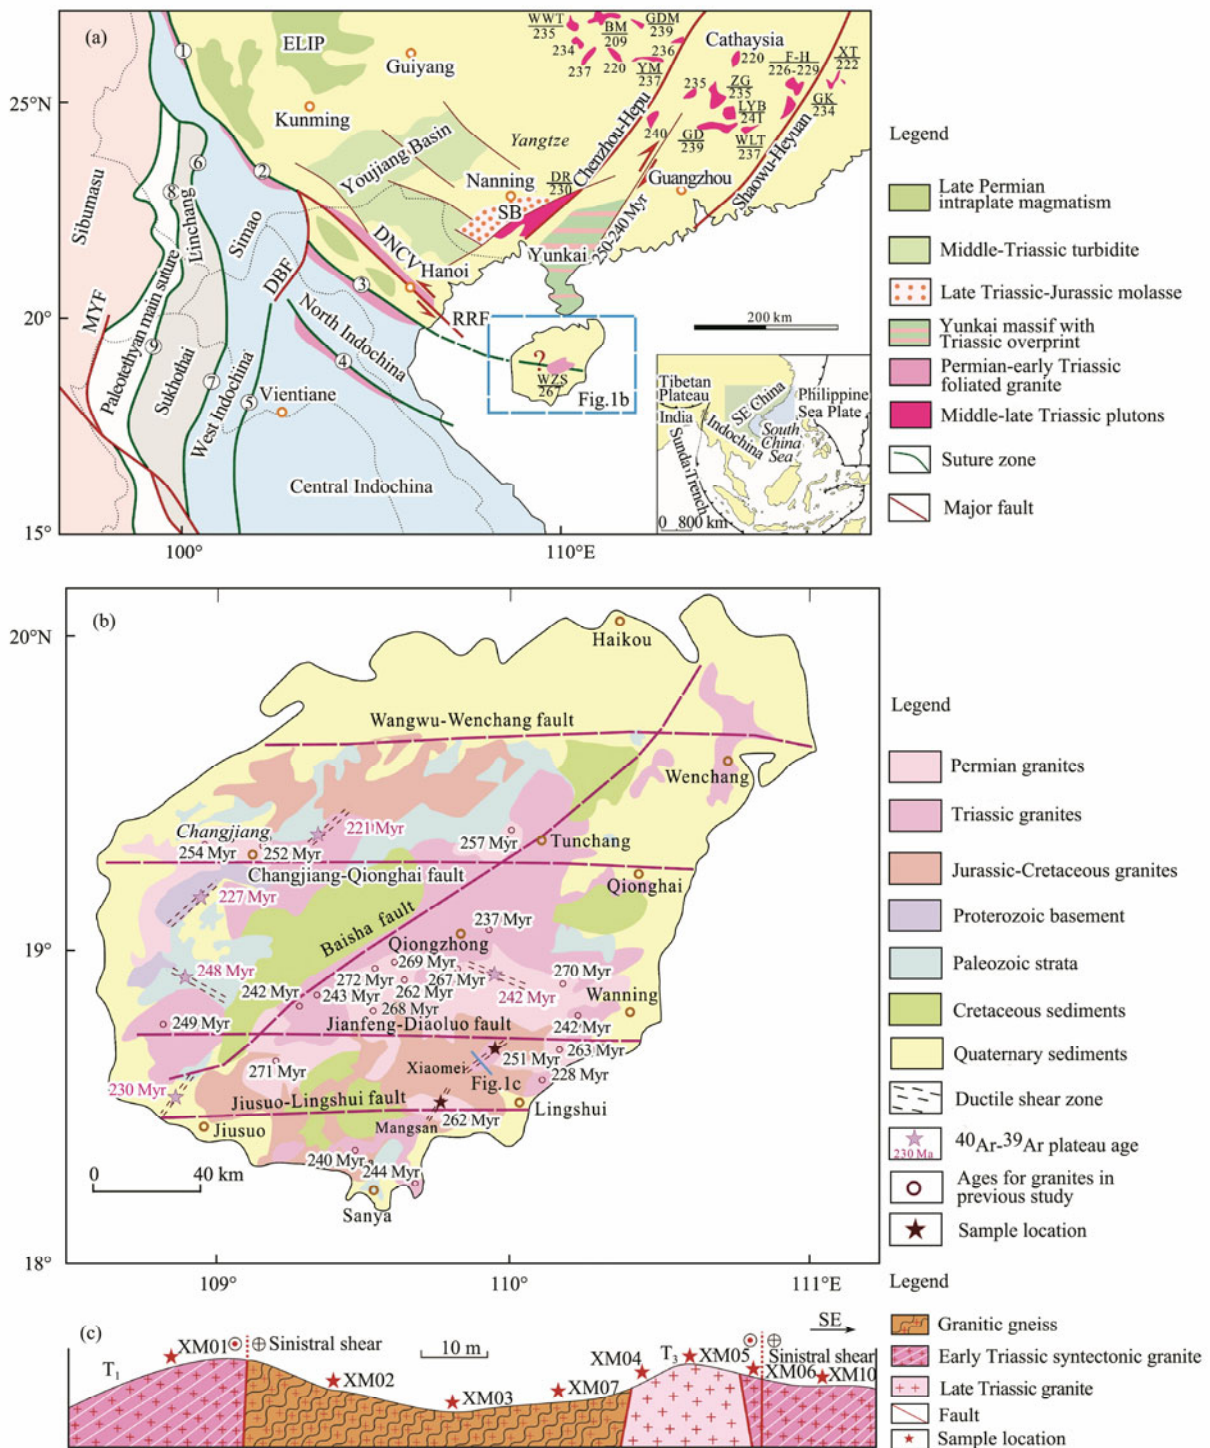 (a)
ELIP
Guiyang
Kunming
Youjiang Basin
Yangtze
Nanning
DR
230
SB
Chenzhou-Hepu
Cathaysia
Guangzhou
Shaowu-Heyuan
250-240 Myr
Yunkai
WWT
235
234
237
BM
209
220
GDM
239
236
YM
237
220
235
ZG
235
LYB
241
240
GD
239
WLT
237
F-H
226-229
XT
222
GK
234
1
2
3
4
5
6
7
8
9
Sibumasu
MYF
Paleotethyan main suture
Lincang
Sukhothai
Simao
DBF
West Indochina
North Indochina
Vientiane
Central Indochina
DNCV
Hanoi
RRF
?
WZS
267
Fig.1b
200 km
Tibetan
Plateau
India
SE China
Philippine
Sea Plate
South
China
Sea
Indochina
Sunda Trench
0 800 km
25°N
20°
15°
100°
110°E
Legend
Late Permian
intraplate magmatism
Middle-Triassic turbidite
Late Triassic-Jurassic molasse
Yunkai massif with
Triassic overprint
Permian-early Triassic
foliated granite
Middle-late Triassic plutons
Suture zone
Major fault
(b)
20°N
19°
18°
109°
110°
111°E
Haikou
Wangwu-Wenchang fault
Wenchang
Changjiang
221 Myr
254 Myr
252 Myr
257 Myr
Tunchang
Changjiang-Qionghai fault
Qionghai
227 Myr
Baisha fault
237 Myr
Qiongzhong
248 Myr
269 Myr
272 Myr
267 Myr
270 Myr
242 Myr
243 Myr
262 Myr
242 Myr
Wanning
268 Myr
249 Myr
Jianfeng-Diaoluo fault
242 Myr
263 Myr
251 Myr
Xiaomei
271 Myr
Fig.1c
228 Myr
230 Myr
Jiusuo-Lingshui fault
Lingshui
262 Myr
Mangsan
Jiusuo
240 Myr
244 Myr
Sanya
0 40 km
Legend
Permian granites
Triassic granites
Jurassic-Cretaceous granites
Proterozoic basement
Paleozoic strata
Cretaceous sediments
Quaternary sediments
Ductile shear zone
230 Ma
40Ar-39Ar plateau age
Ages for granites in
previous study
Sample location
(c)
T1
XM01
Sinistral shear
XM02
10 m
XM03
XM07
XM04
T3
XM05
SE
Sinistral shear
XM06
XM10
Legend
Granitic gneiss
Early Triassic syntectonic granite
Late Triassic granite
Fault
Sample location